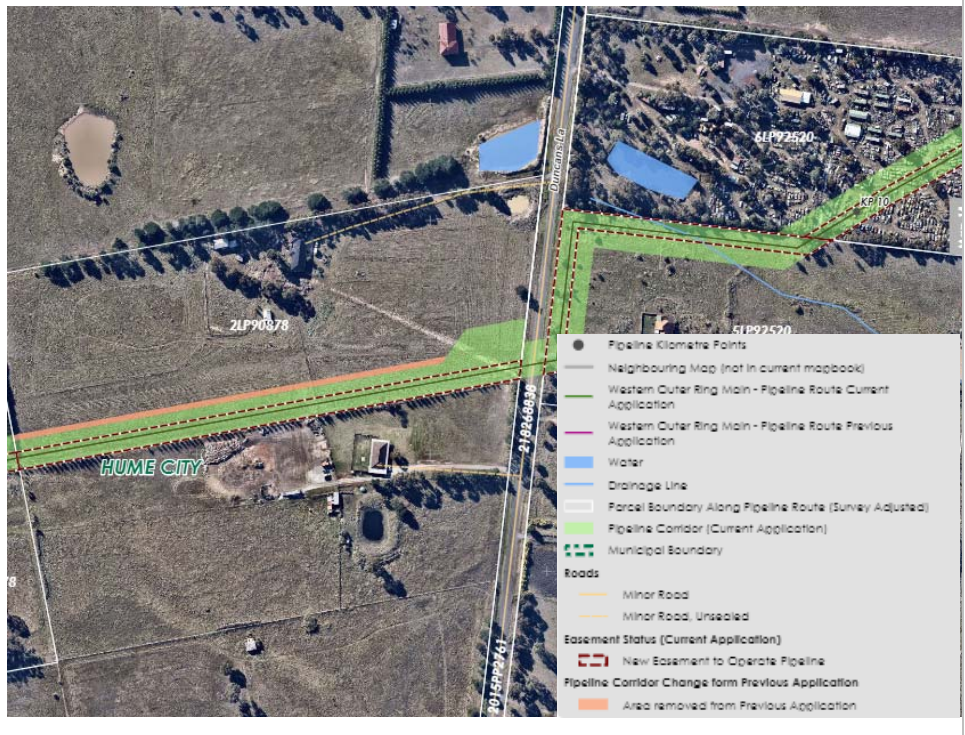 6LP92520
Duncans La
KP 10
2LP90878
5LP92520
218268838
HUME CITY
2015PP2761
Pipeline Kilometre Points
Neighbouring Map (not in current mapbook)
Western Outer Ring Main - Pipeline Route Current
Application
Western Outer Ring Main - Pipeline Route Previous
Application
Water
Drainage Line
Parcel Boundary Along Pipeline Route (Survey Adjusted)
Pipeline Corridor (Current Application)
Municipal Boundary
Roads
Minor Road
Minor Road, Unsealed
Easement Status (Current Application)
New Easement to Operate Pipeline
Pipeline Corridor Change form Previous Application
Area removed from Previous Application